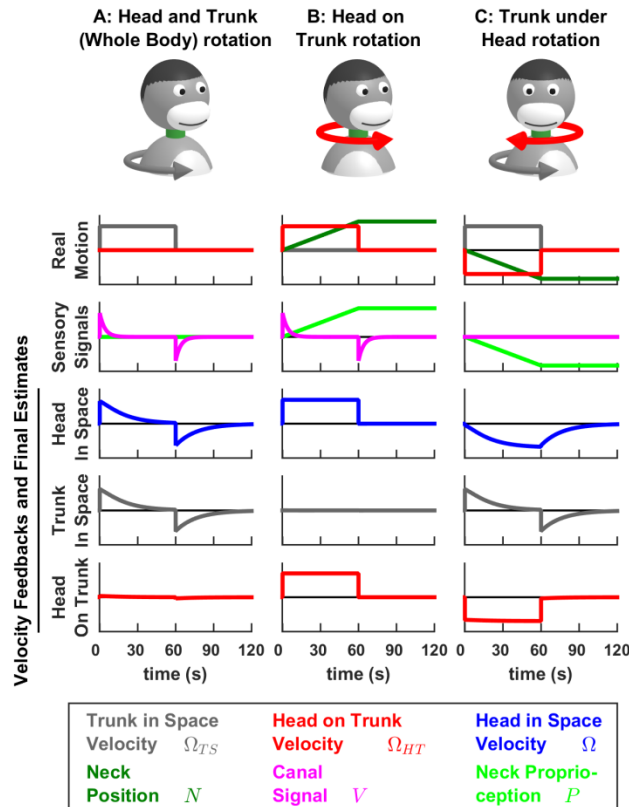 A: Head and Trunk
(Whole Body) rotation
B: Head on
Trunk rotation
C: Trunk under
Head rotation
Real
Motion
Sensory
Signals
Velocity Feedbacks and Final Estimates
Head
In Space
Trunk
In Space
Head
On Trunk
0 30 60 90 120
0 30 60 90 120
0 30 60 90 120
time (s)
time (s)
time (s)
Trunk in Space
Velocity Ω_TS
Head on Trunk
Velocity Ω_HT
Head in Space
Velocity Ω
Neck
Position N
Canal
Signal V
Neck Proprio-
ception P